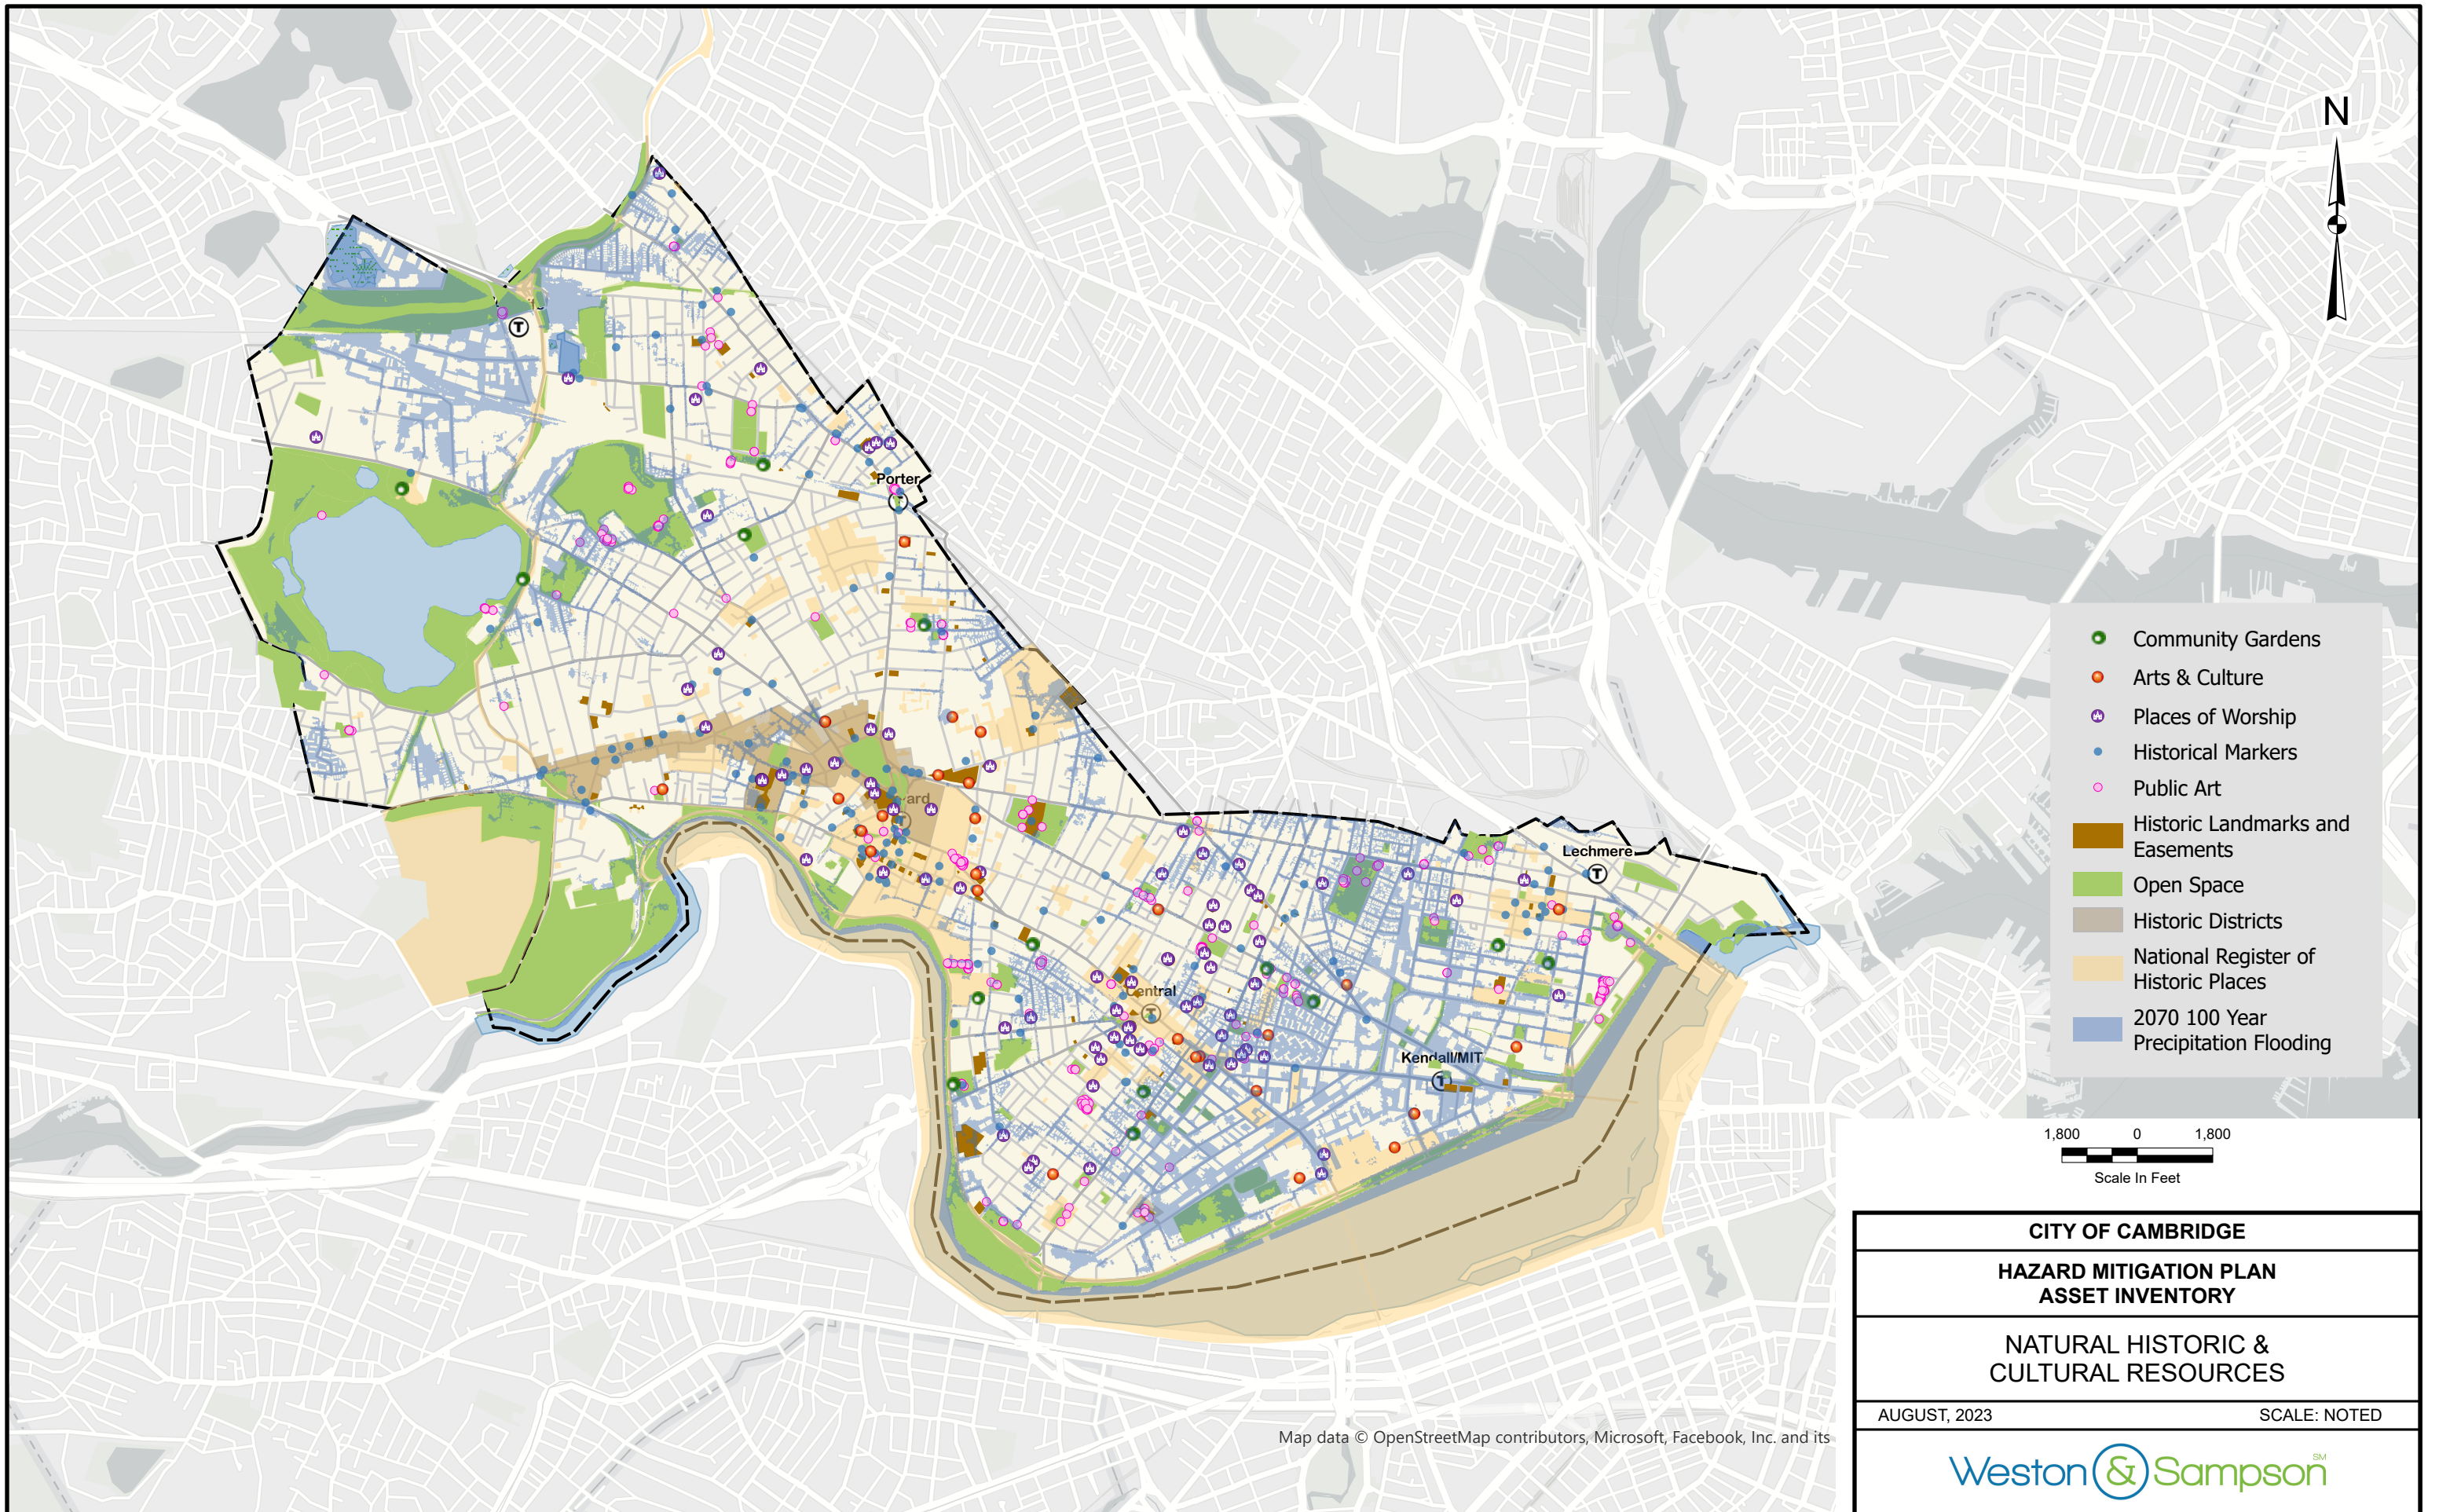 N
Porter
ard
Lechmere
Central
Kendall/MIT
T
T
T
T
T
T
Community Gardens
Arts & Culture
Places of Worship
Historical Markers
Public Art
Historic Landmarks and
Easements
Open Space
Historic Districts
National Register of
Historic Places
2070 100 Year
Precipitation Flooding
1,800 0 1,800
Scale In Feet
CITY OF CAMBRIDGE
HAZARD MITIGATION PLAN
ASSET INVENTORY
NATURAL HISTORIC &
CULTURAL RESOURCES
AUGUST, 2023 SCALE: NOTED
Map data © OpenStreetMap contributors, Microsoft, Facebook, Inc. and its
Weston & Sampson SM